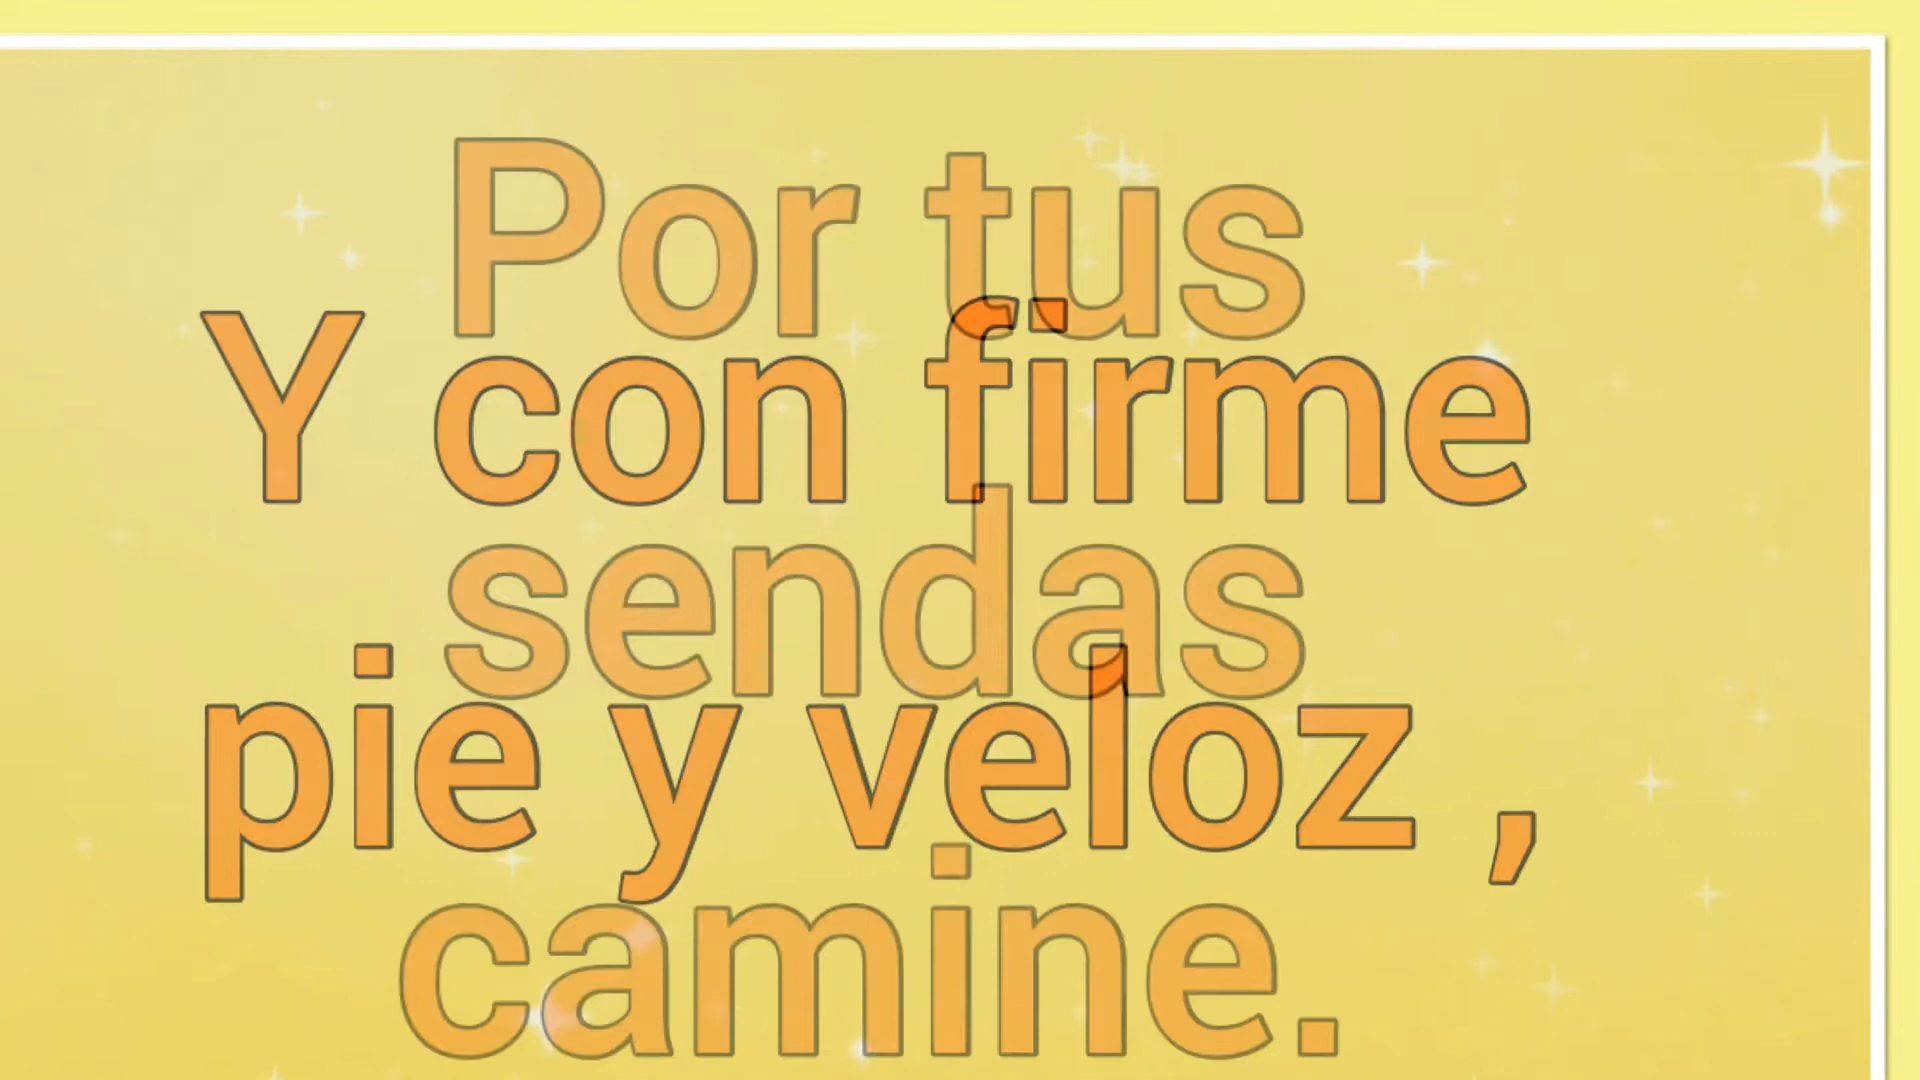 Por tus
Y con firme
sendas
pie y veloz ,
camine.